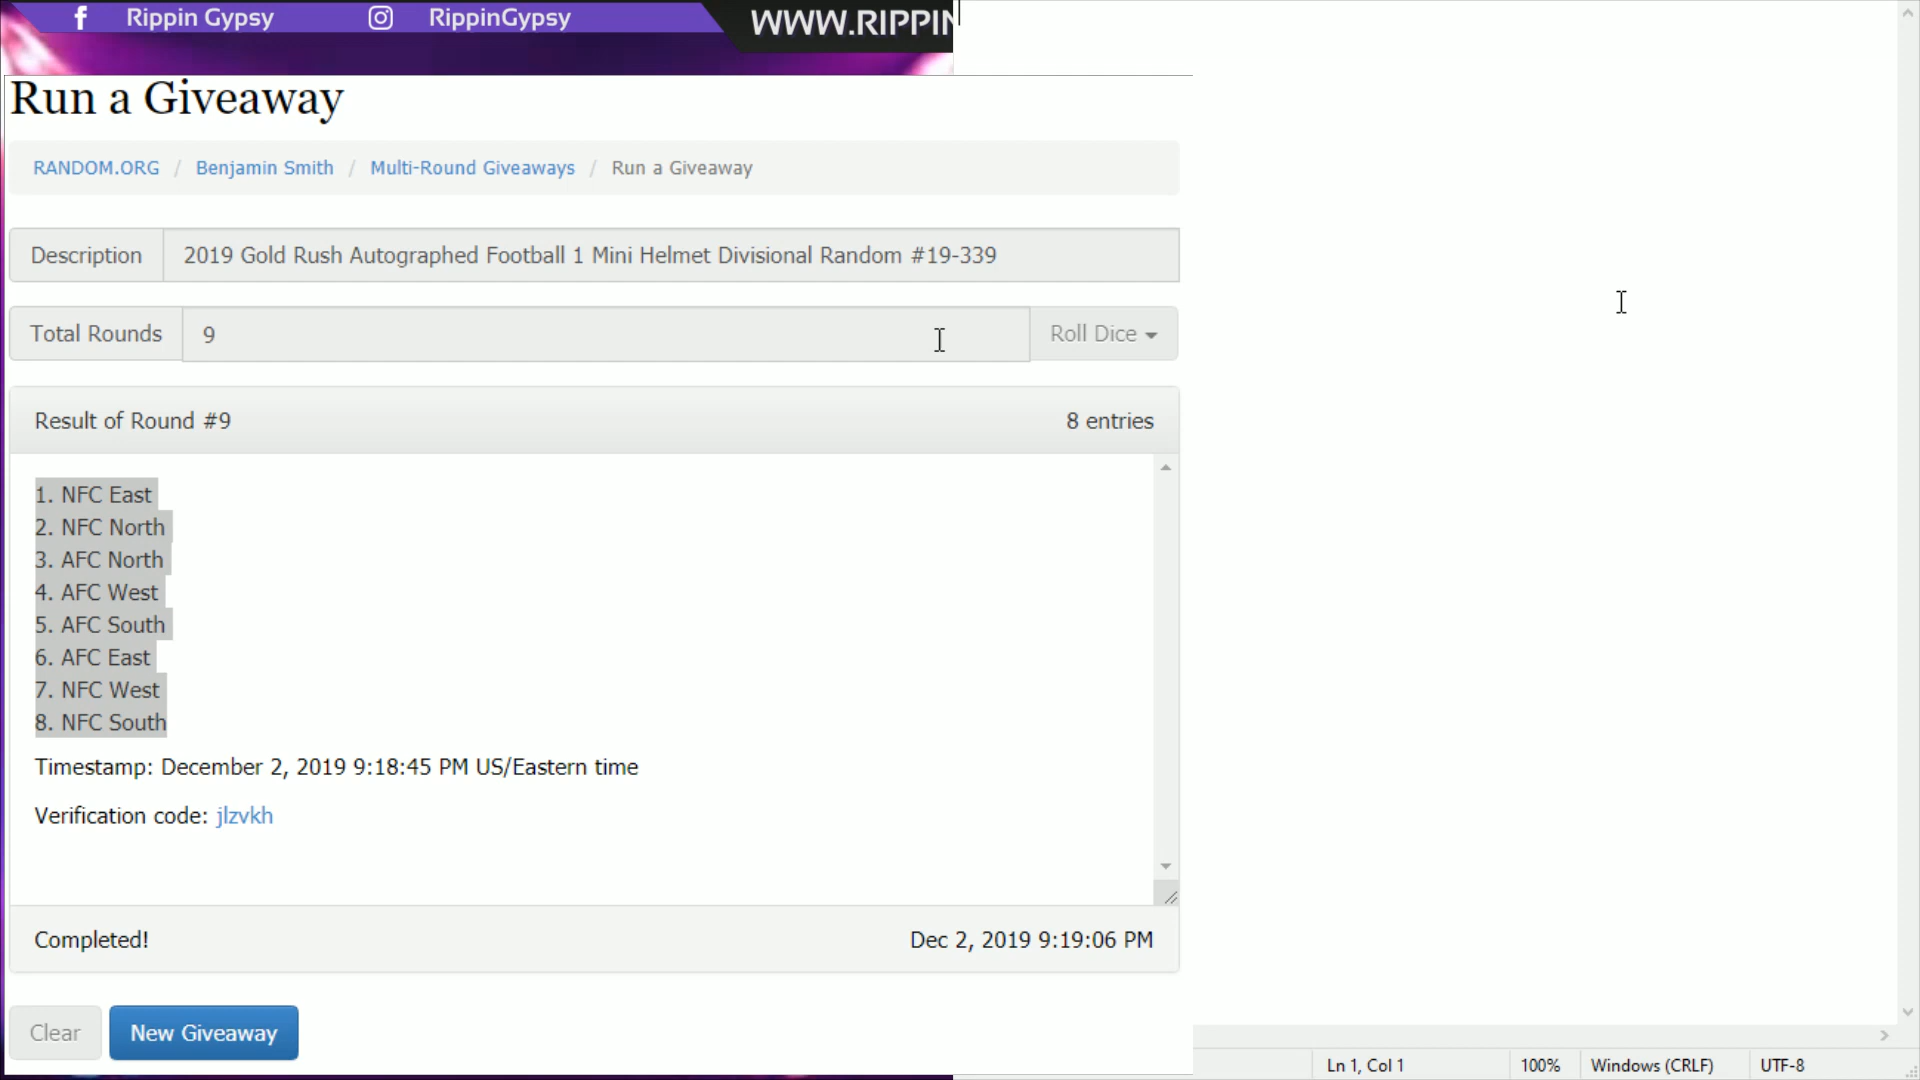 Rippin Gypsy RippinGypsy WWW.RIPPIN
Run a Giveaway
RANDOM.ORG / Benjamin Smith / Multi-Round Giveaways / Run a Giveaway
Description 2019 Gold Rush Autographed Football 1 Mini Helmet Divisional Random #19-339
Total Rounds 9 Roll Dice
Result of Round #9 8 entries
1. NFC East
2. NFC North
3. AFC North
4. AFC West
5. AFC South
6. AFC East
7. NFC West
8. NFC South
Timestamp: December 2, 2019 9:18:45 PM US/Eastern time
Verification code: jlzvkh
Completed! Dec 2, 2019 9:19:06 PM
Clear New Giveaway
Ln 1, Col 1 100% Windows (CRLF) UTF-8